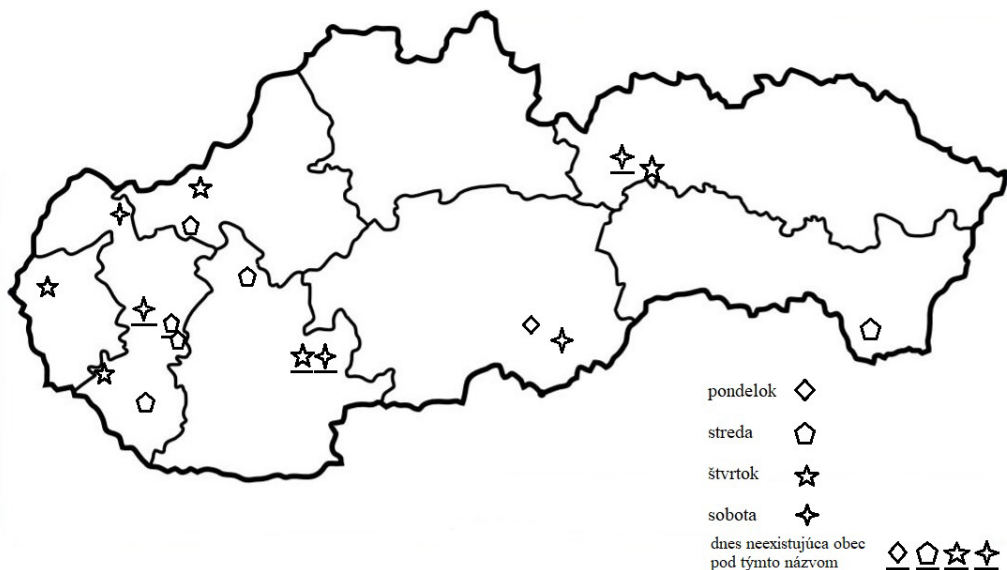 pondelok
streda
štvrtok
sobota
dnes neexistujúca obec
pod týmto názvom